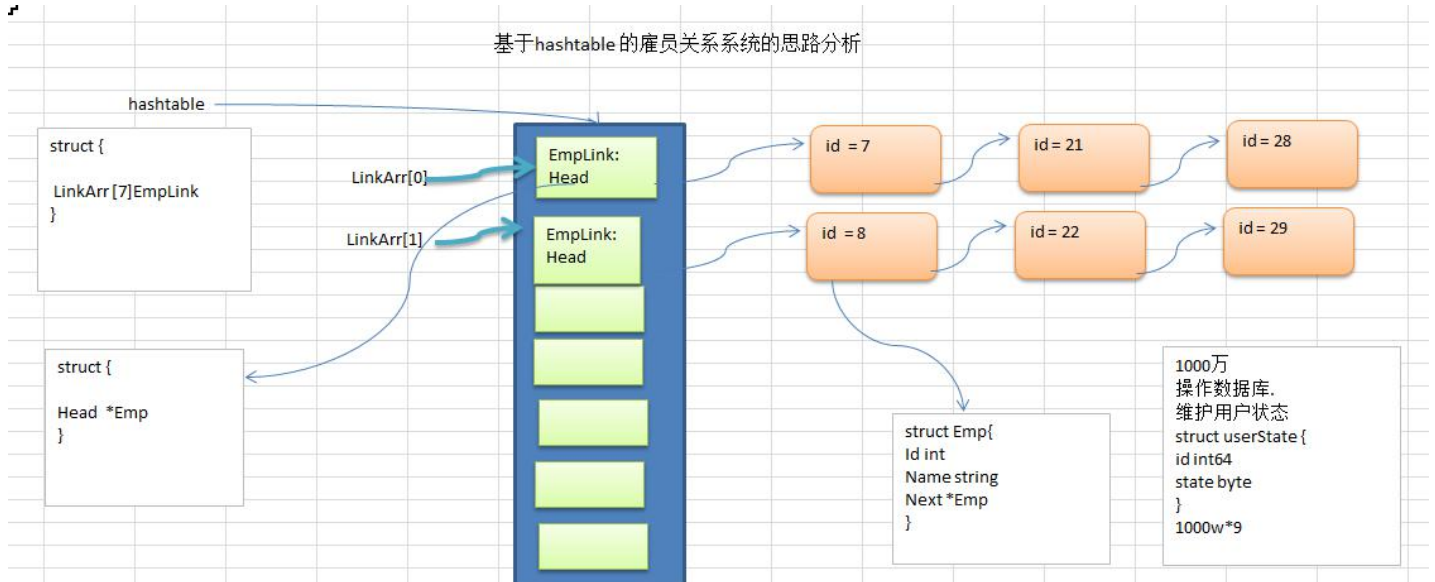 基于hashtable 的雇员关系系统的思路分析
hashtable
struct {
LinkArr [7]EmpLink
}
LinkArr[0]
LinkArr[1]
EmpLink:
Head
EmpLink:
Head
id = 7
id = 21
id = 28
id = 8
id = 22
id = 29
struct {
Head *Emp
}
struct Emp{
Id int
Name string
Next *Emp
}
1000万
操作数据库.
维护用户状态
struct userState {
id int64
state byte
}
1000w*9